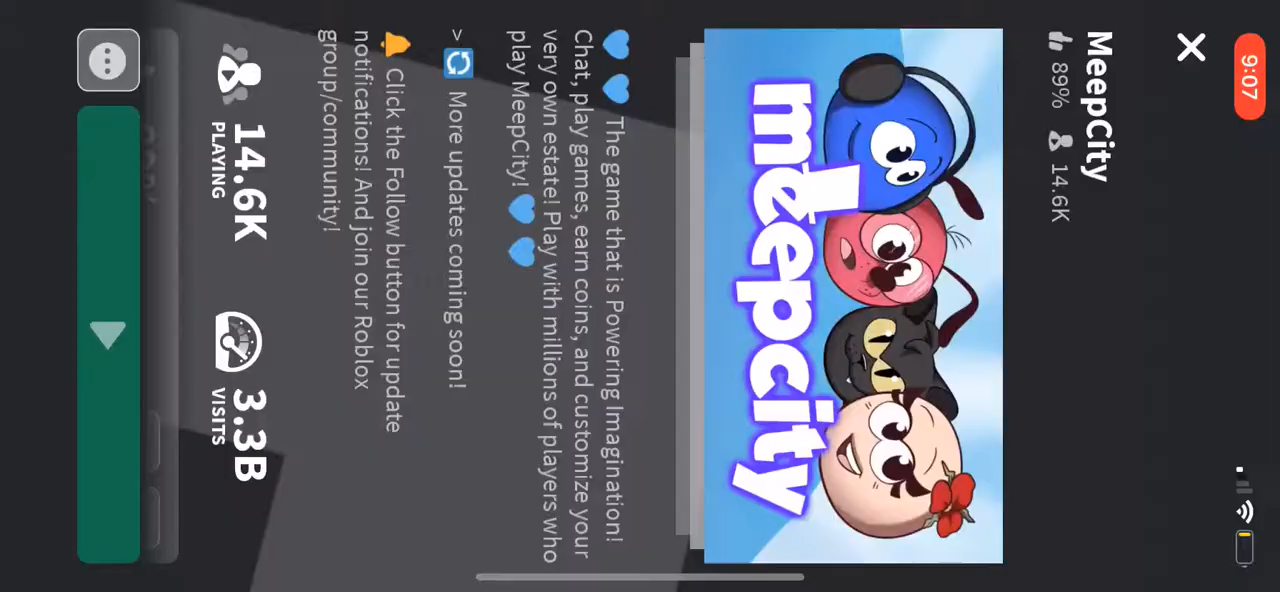 9:07
MeepCity
89% 14.6K
meepcity
💙 💙 The game that is Powering Imagination!
Chat, play games, earn coins, and customize your
very own estate! Play with millions of players who
play MeepCity! 💙 💙
> 🔄 More updates coming soon!
🔔 Click the Follow button for update
notifications! And join our Roblox
group/community!
14.6K
PLAYING
3.3B
VISITS